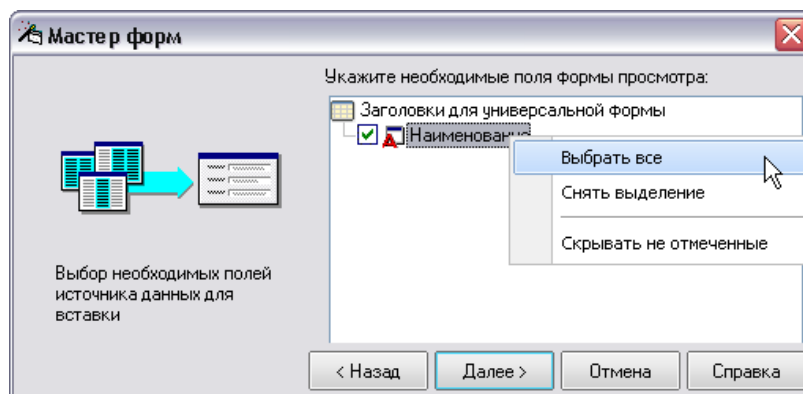 Мастер форм
Укажите необходимые поля формы просмотра:
Заголовки для универсальной формы
Наименование
Выбрать все
Снять выделение
Скрывать не отмеченные
Выбор необходимых полей
источника данных для
вставки
< Назад
Далее >
Отмена
Справка